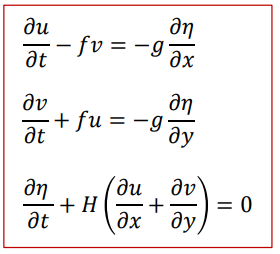 ∂u/∂t − fv = −g ∂η/∂x
∂v/∂t + fu = −g ∂η/∂y
∂η/∂t + H(∂u/∂x + ∂v/∂y) = 0